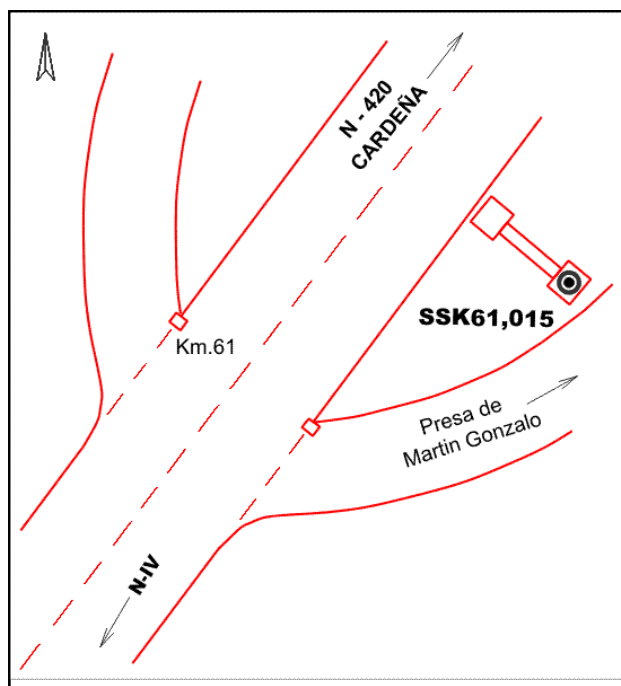 N - 420
CARDEÑA
SSK61,015
Km.61
Presa de
Martin Gonzalo
N-IV